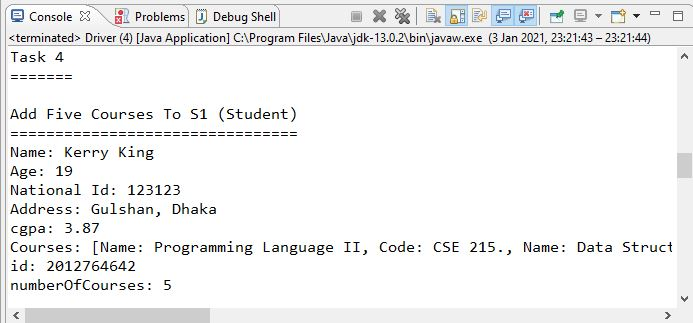 Console Problems Debug Shell
<terminated> Driver (4) [Java Application] C:\Program Files\Java\jdk-13.0.2\bin\javaw.exe (3 Jan 2021, 23:21:43 – 23:21:44)
Task 4
=======
Add Five Courses To S1 (Student)
================================
Name: Kerry King
Age: 19
National Id: 123123
Address: Gulshan, Dhaka
cgpa: 3.87
Courses: [Name: Programming Language II, Code: CSE 215., Name: Data Struct
id: 2012764642
numberOfCourses: 5